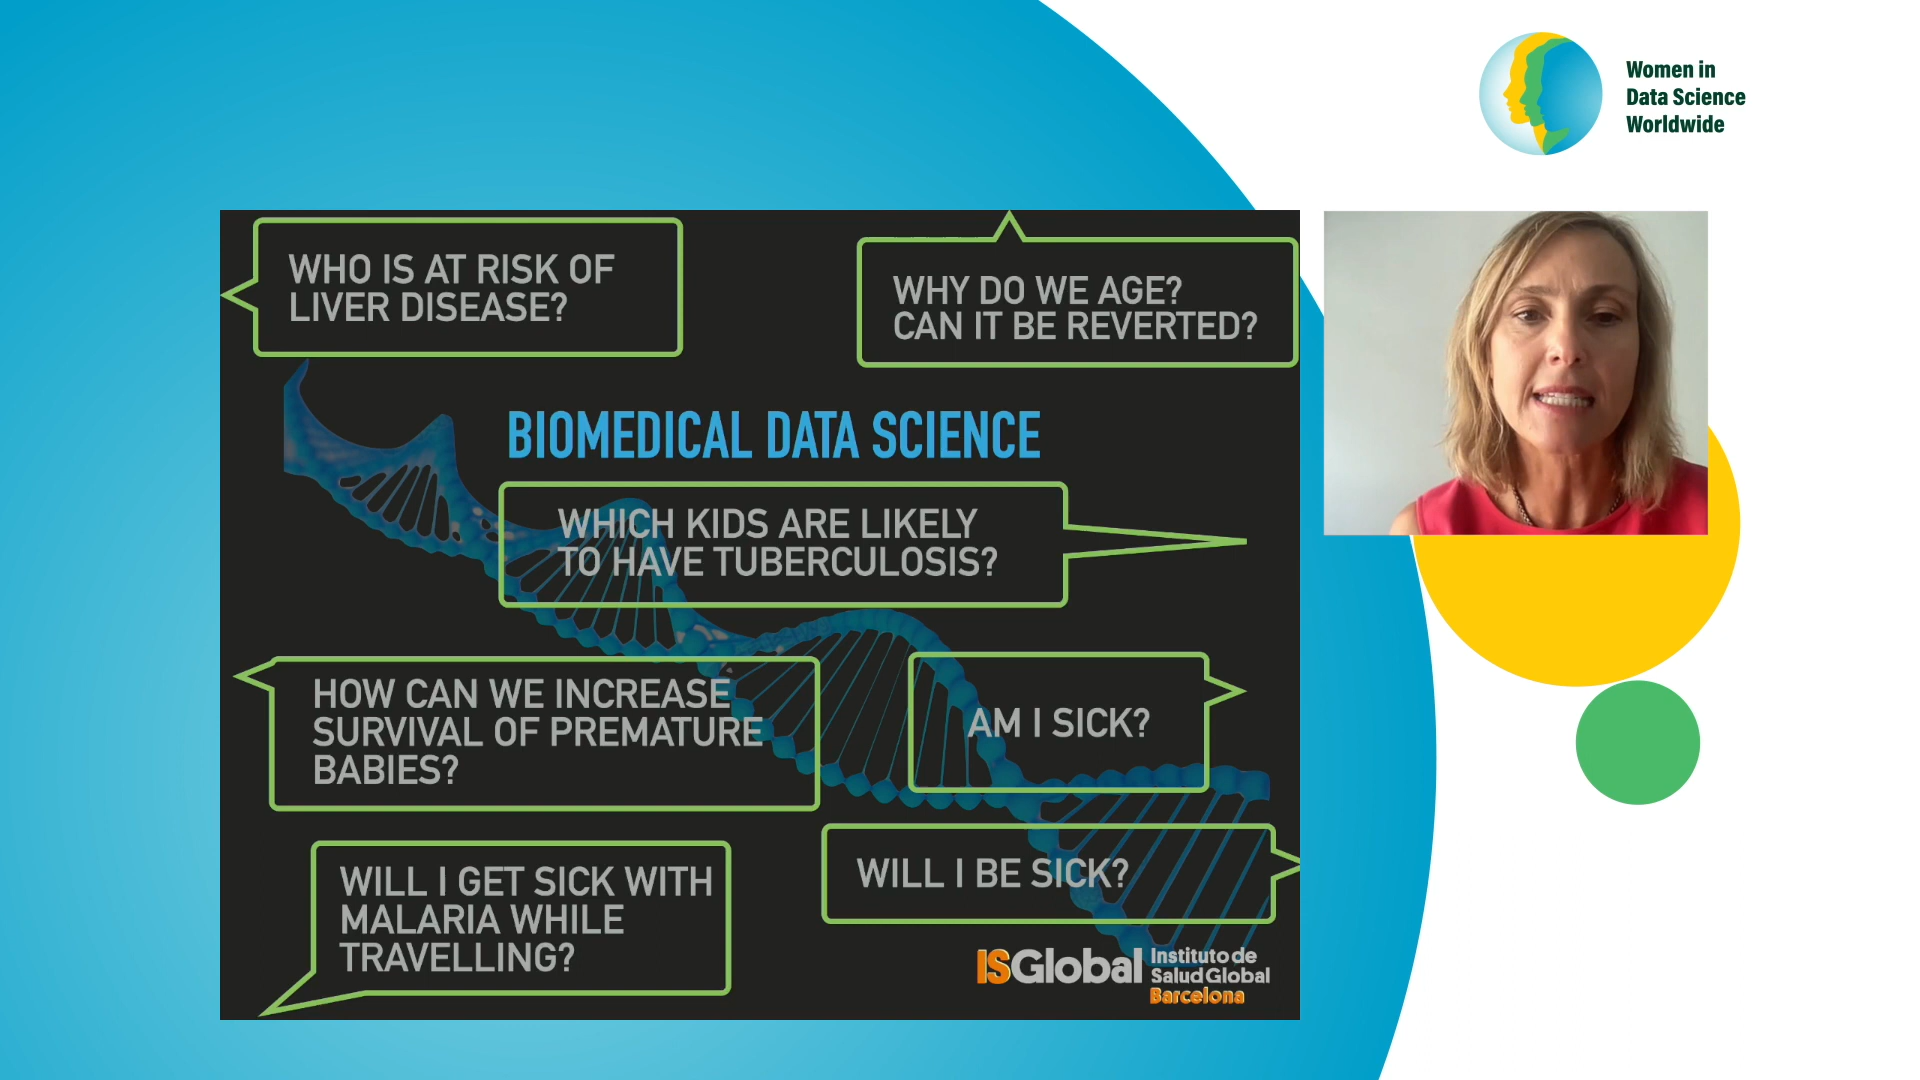 Women in
Data Science
Worldwide
WHO IS AT RISK OF
LIVER DISEASE?
WHY DO WE AGE?
CAN IT BE REVERTED?
BIOMEDICAL DATA SCIENCE
WHICH KIDS ARE LIKELY
TO HAVE TUBERCULOSIS?
HOW CAN WE INCREASE
SURVIVAL OF PREMATURE
BABIES?
AM I SICK?
WILL I GET SICK WITH
MALARIA WHILE
TRAVELLING?
WILL I BE SICK?
ISGlobal
Instituto de
Salud Global
Barcelona